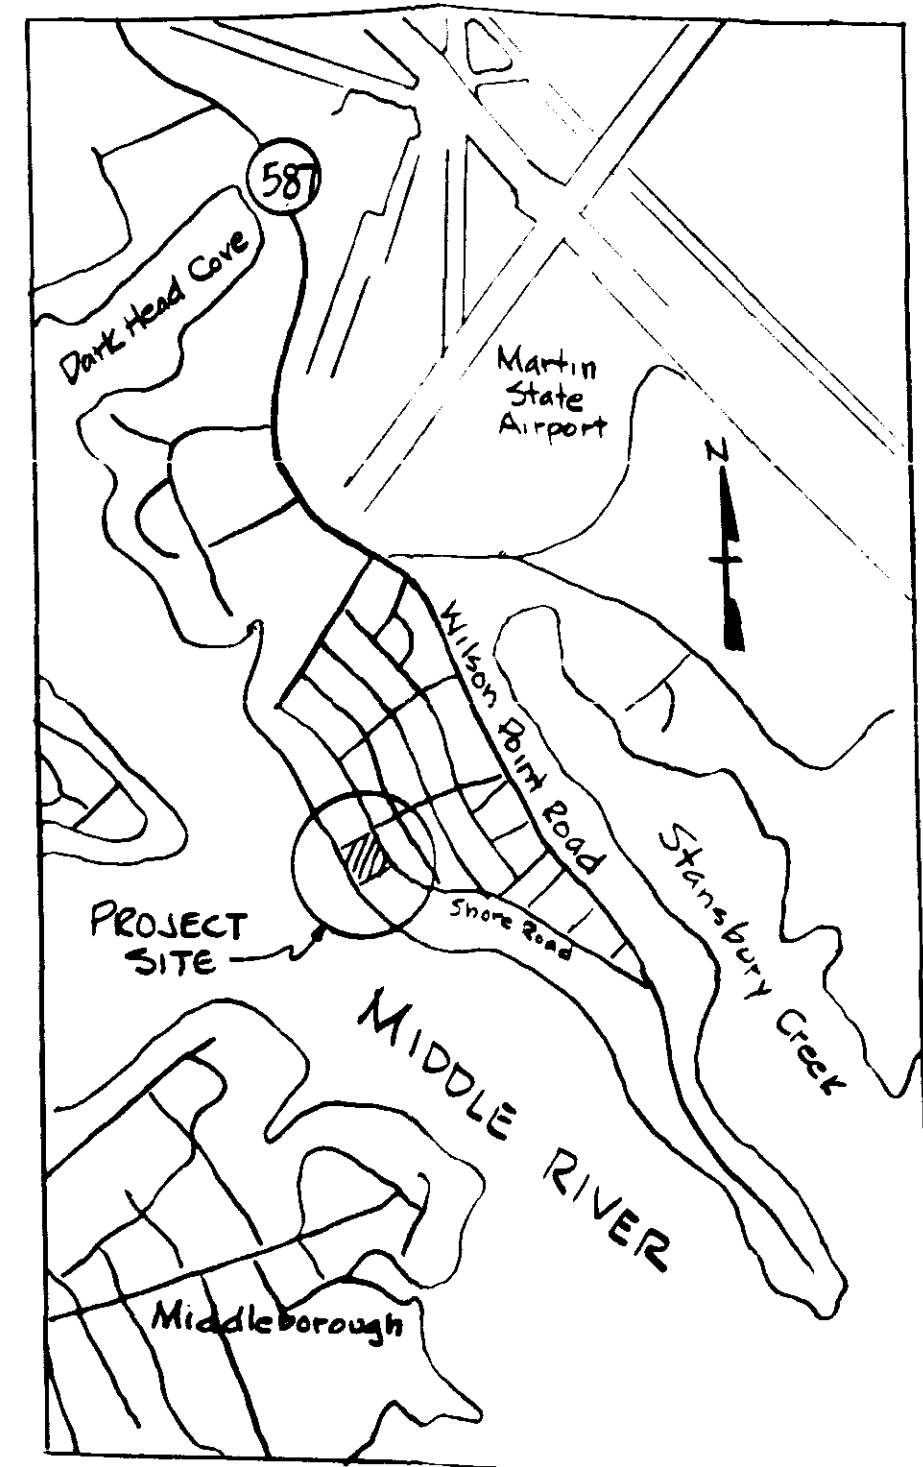 587
Dark Head Cove
Martin
State
Airport
N
Wilson Point Road
Stansbury Creek
PROJECT
SITE
Shore Road
MIDDLE RIVER
Middleborough